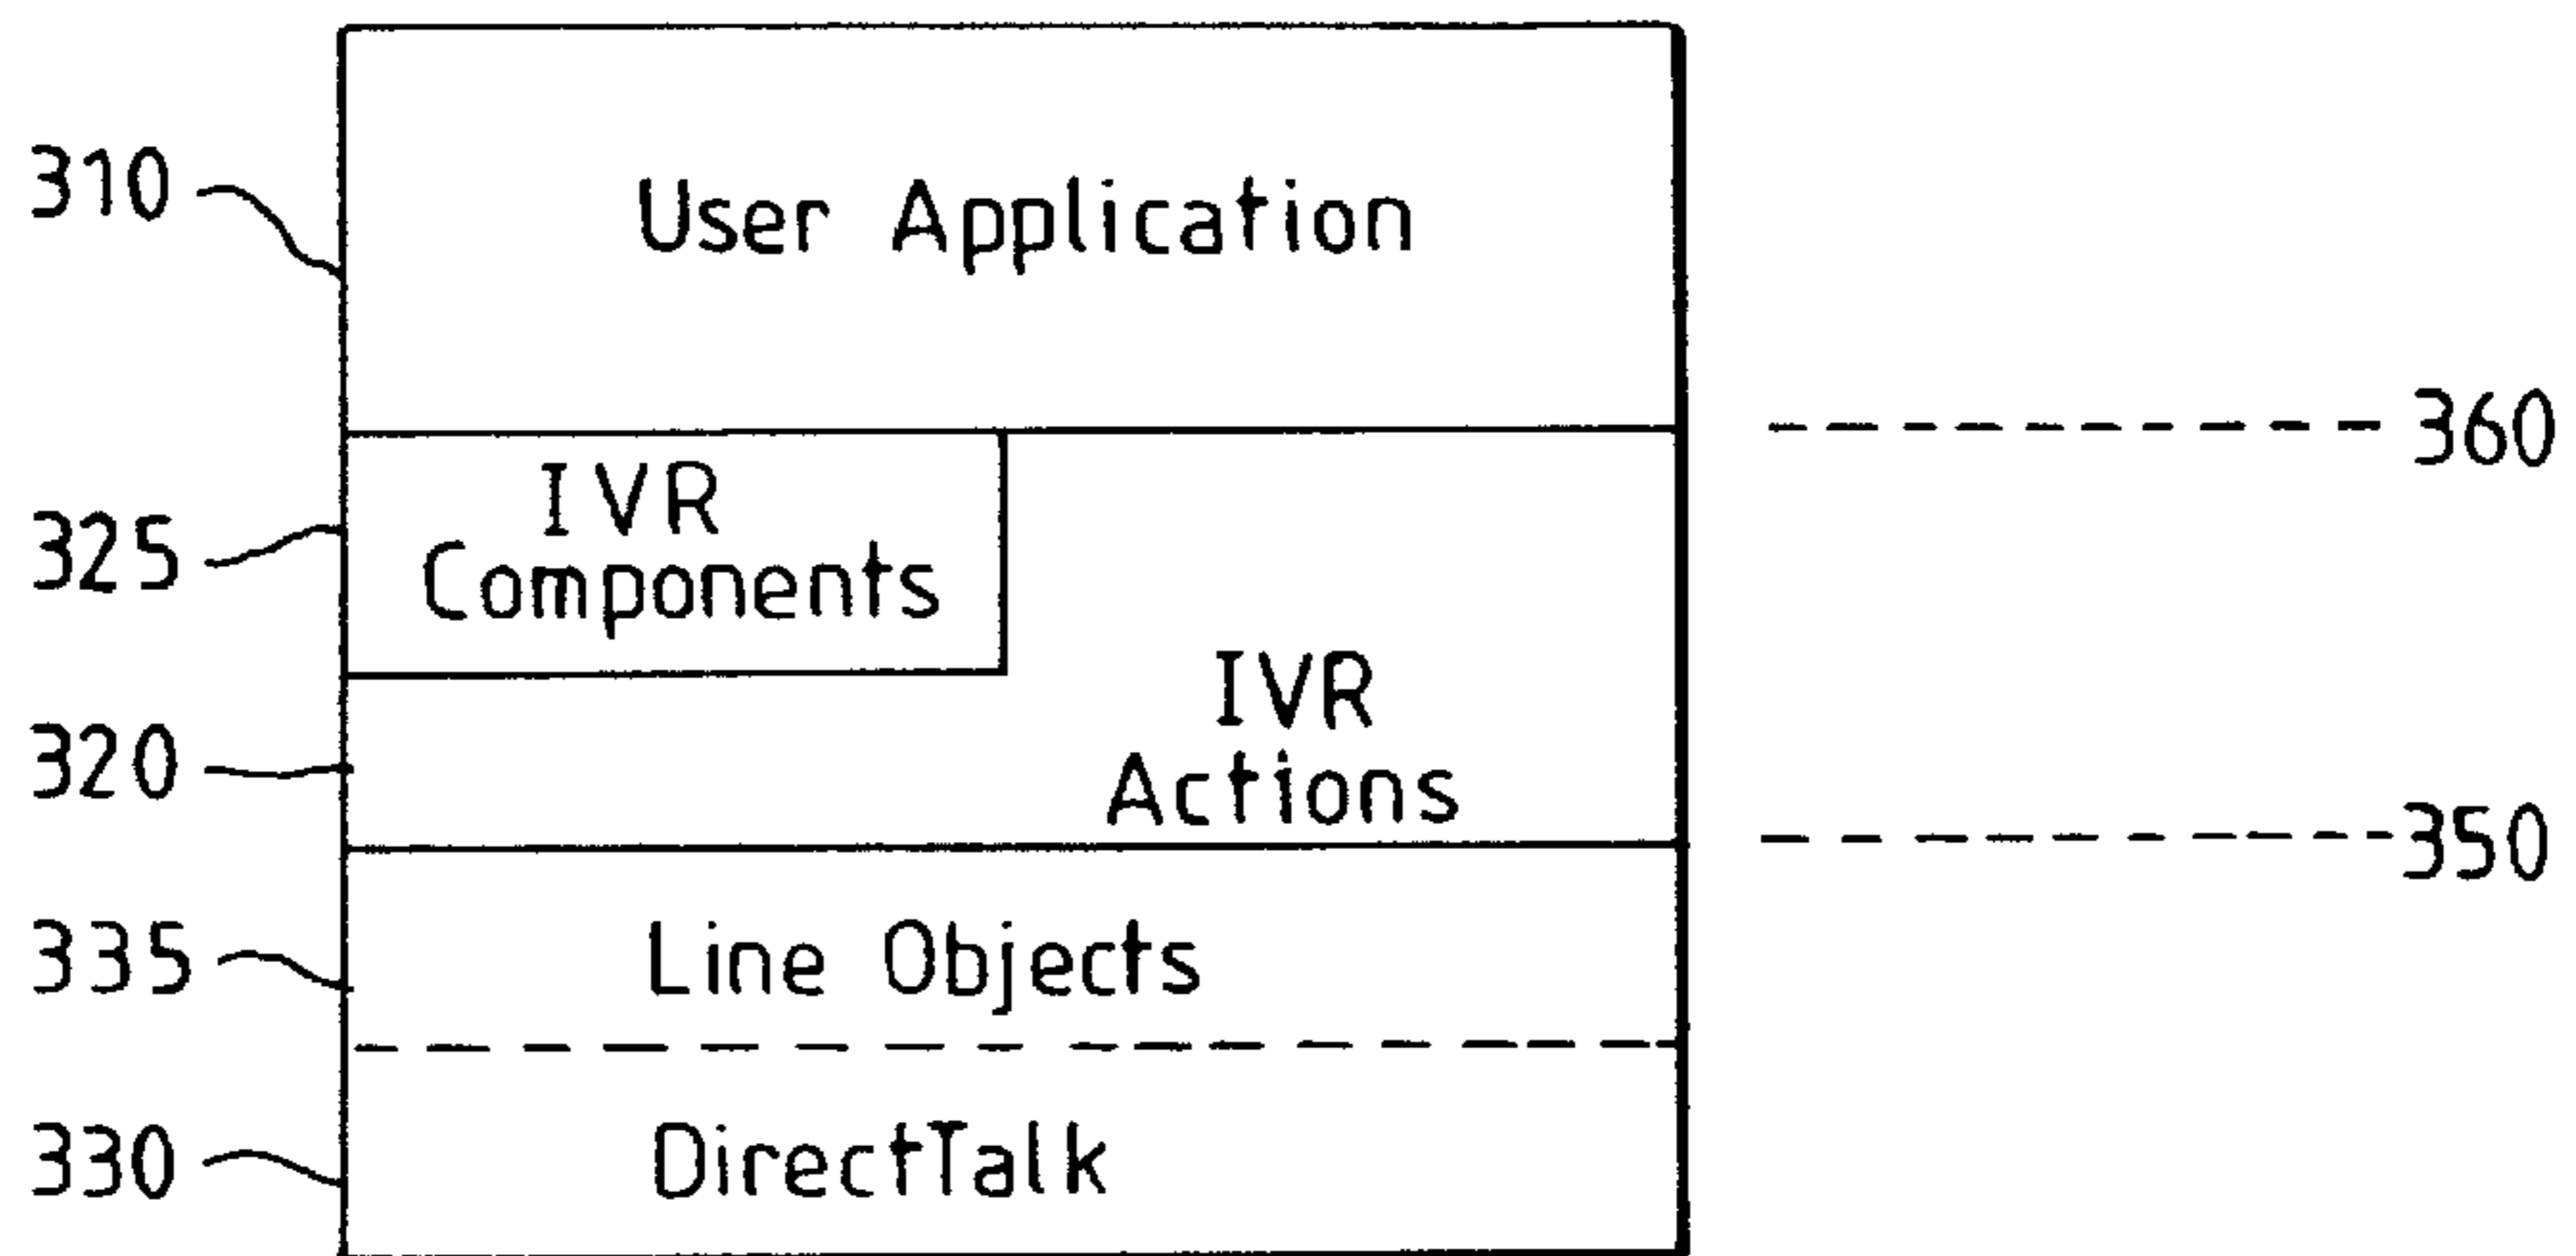 310
User Application
360
325
IVR
Components
320
IVR
Actions
350
335
Line Objects
330
DirectTalk